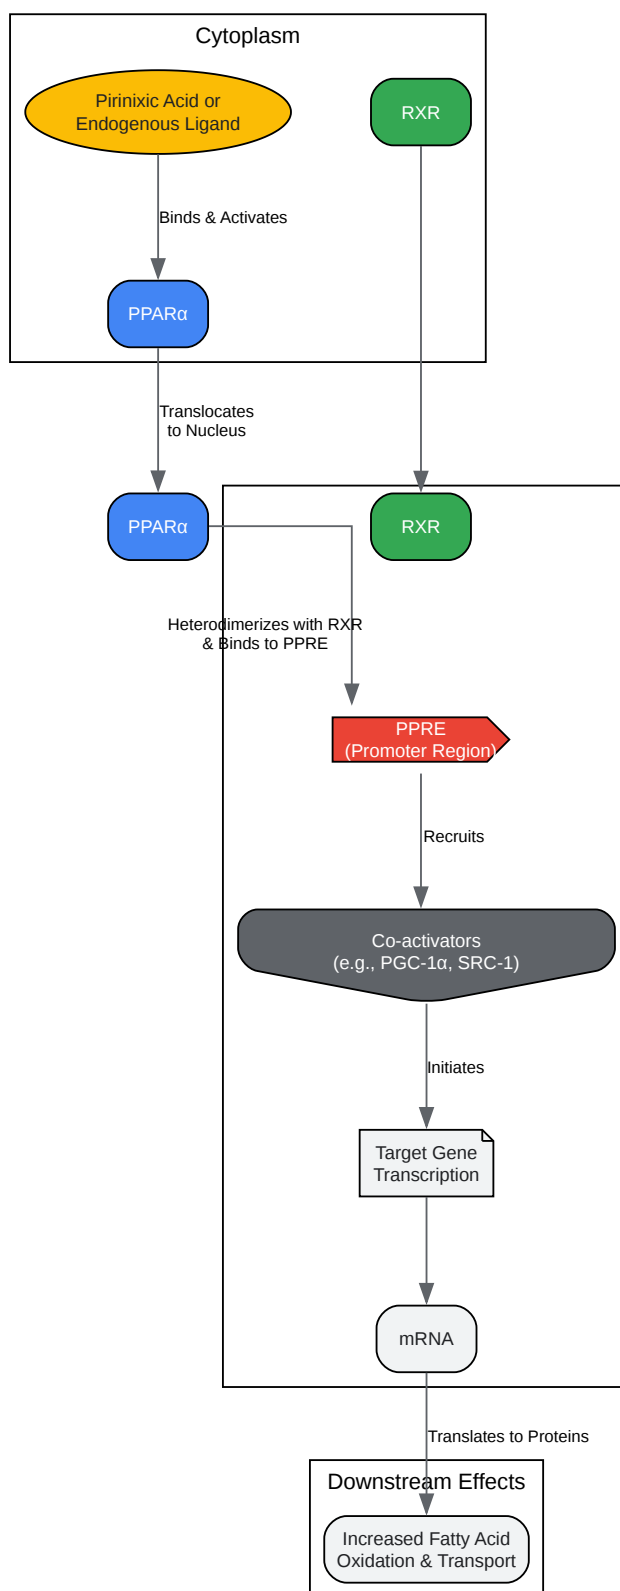 Cytoplasm
Pirinixic Acid or
Endogenous Ligand
RXR
Binds & Activates
PPARα
Translocates
to Nucleus
PPARα
RXR
Heterodimerizes with RXR
& Binds to PPRE
PPRE
(Promoter Region)
Recruits
Co-activators
(e.g., PGC-1α, SRC-1)
Initiates
Target Gene
Transcription
mRNA
Translates to Proteins
Downstream Effects
Increased Fatty Acid
Oxidation & Transport